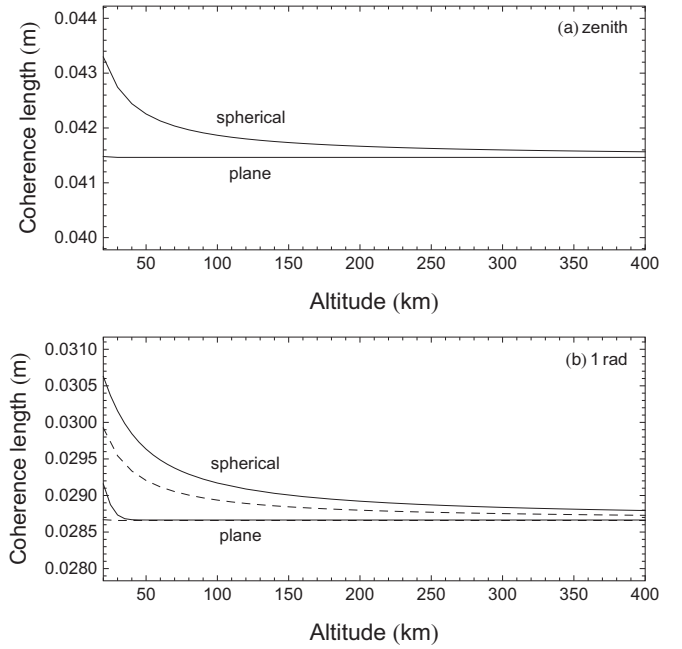 (a) zenith
Coherence length (m)
0.044
0.043
0.042
0.041
0.040
spherical
plane
50 100 150 200 250 300 350 400
Altitude (km)
(b) 1 rad
Coherence length (m)
0.0310
0.0305
0.0300
0.0295
0.0290
0.0285
0.0280
spherical
plane
50 100 150 200 250 300 350 400
Altitude (km)